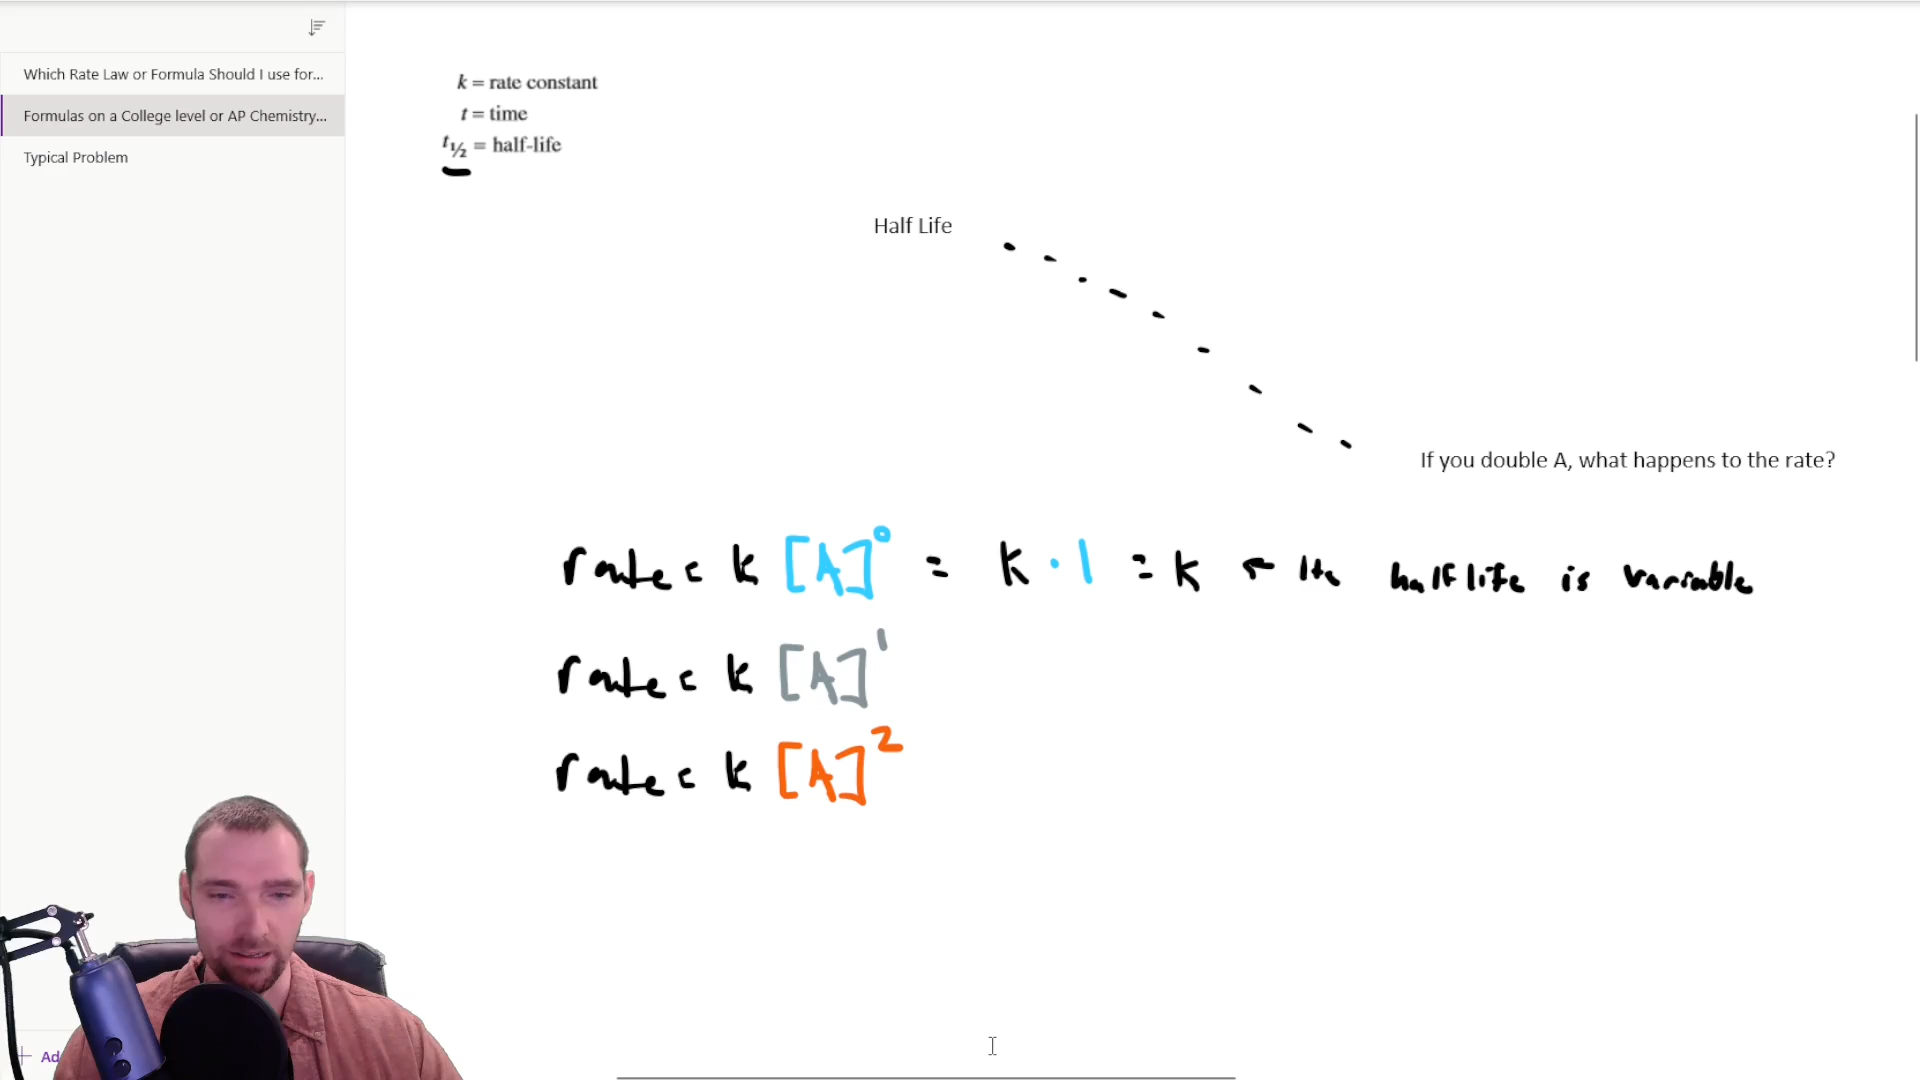 Which Rate Law or Formula Should I use for...
Formulas on a College level or AP Chemistry...
Typical Problem
k = rate constant
t = time
t½ = half-life
Half Life
If you double A, what happens to the rate?
rate = k [A]⁰ = k · 1 = k ← the half life is variable
rate = k [A]¹
rate = k [A]²